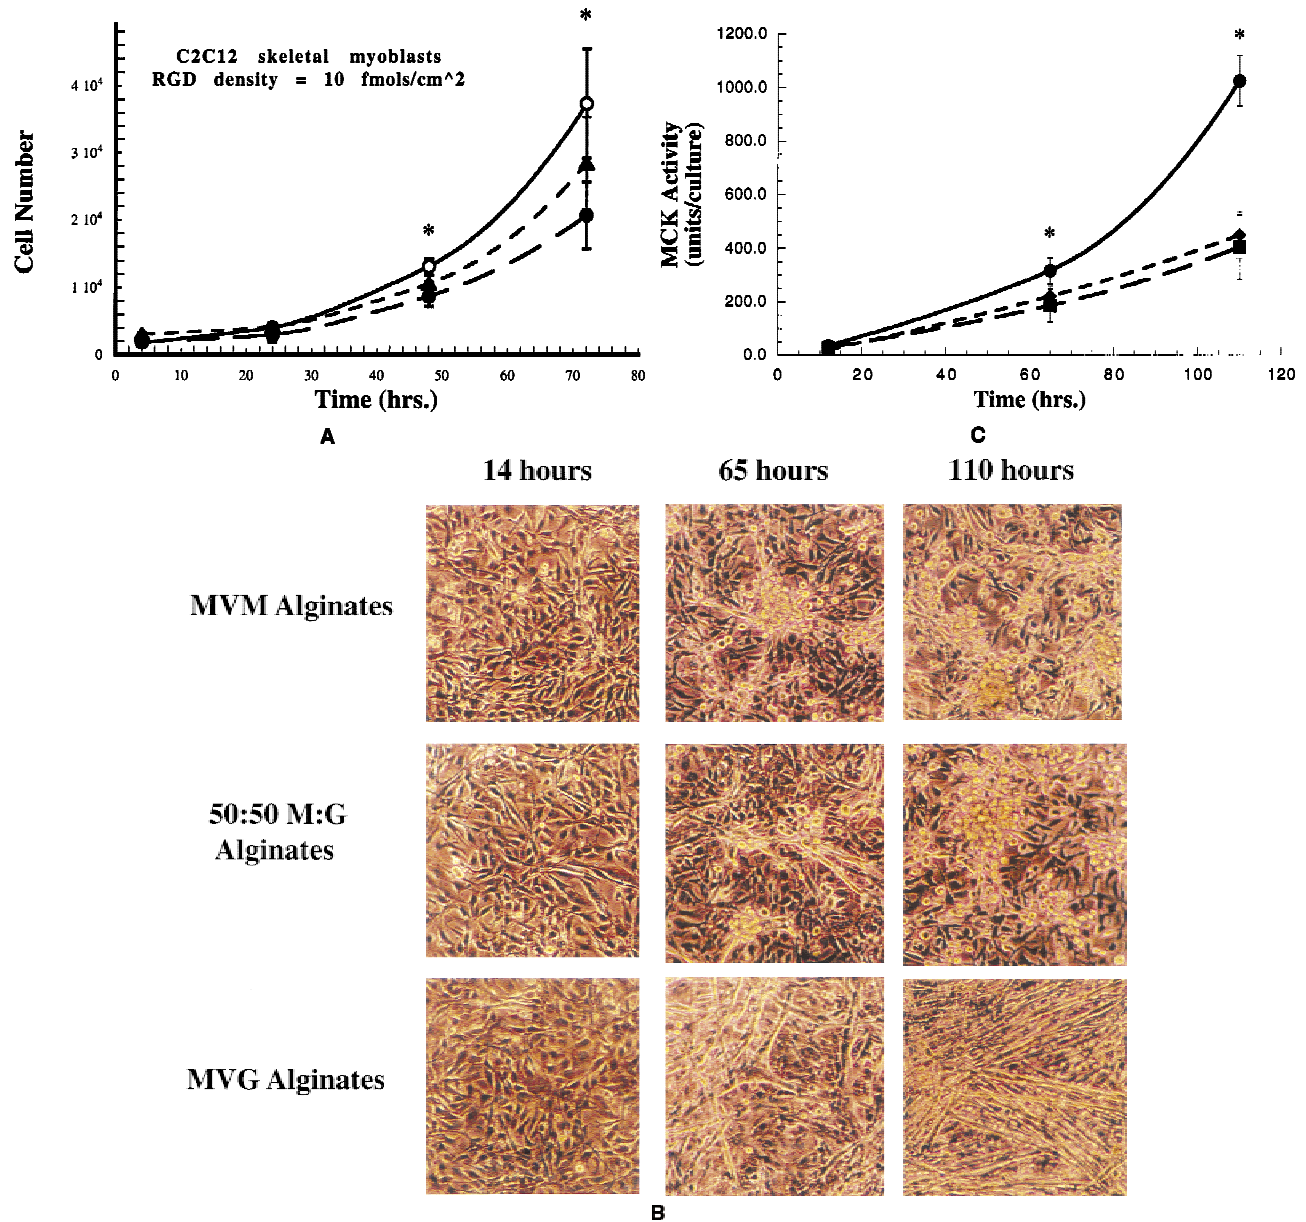 C2C12 skeletal myoblasts
RGD density = 10 fmols/cm^2
Cell Number
4 10⁴
3 10⁴
2 10⁴
1 10⁴
0
0 10 20 30 40 50 60 70 80
Time (hrs.)
A
*
*
MCK Activity
(units/culture)
1200.0
1000.0
800.0
600.0
400.0
200.0
0.0
0 20 40 60 80 100 120
Time (hrs.)
C
*
*
14 hours 65 hours 110 hours
MVM Alginates
50:50 M:G
Alginates
MVG Alginates
B